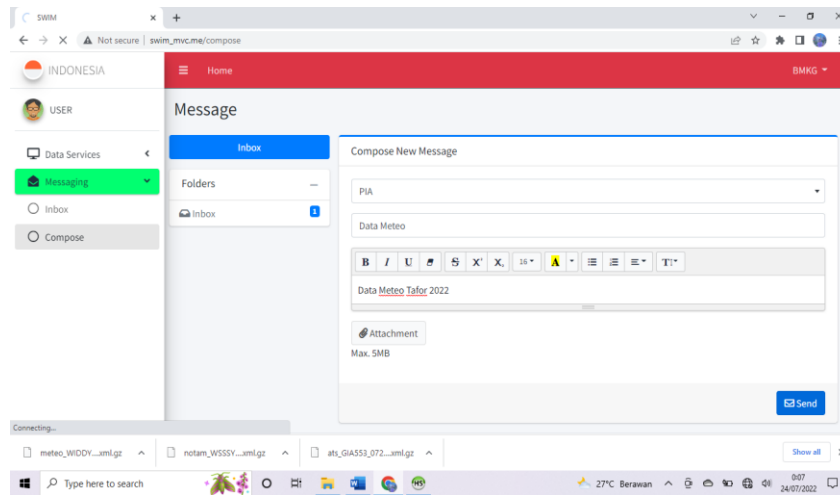 SWIM
Not secure | swim_mvc.me/compose
INDONESIA
Home
BMKG
USER
Message
Data Services
Messaging
Inbox
Compose
Inbox
Folders
Inbox
1
Compose New Message
PIA
Data Meteo
B I U S X' X, 16 A T
Data Meteo Tafor 2022
Attachment
Max. 5MB
Send
Connecting...
meteo_WIDDY....xml.gz
notam_WSSSY....xml.gz
ats_GIA553_072....xml.gz
Show all
Type here to search
27°C Berawan
0:07
24/07/2022